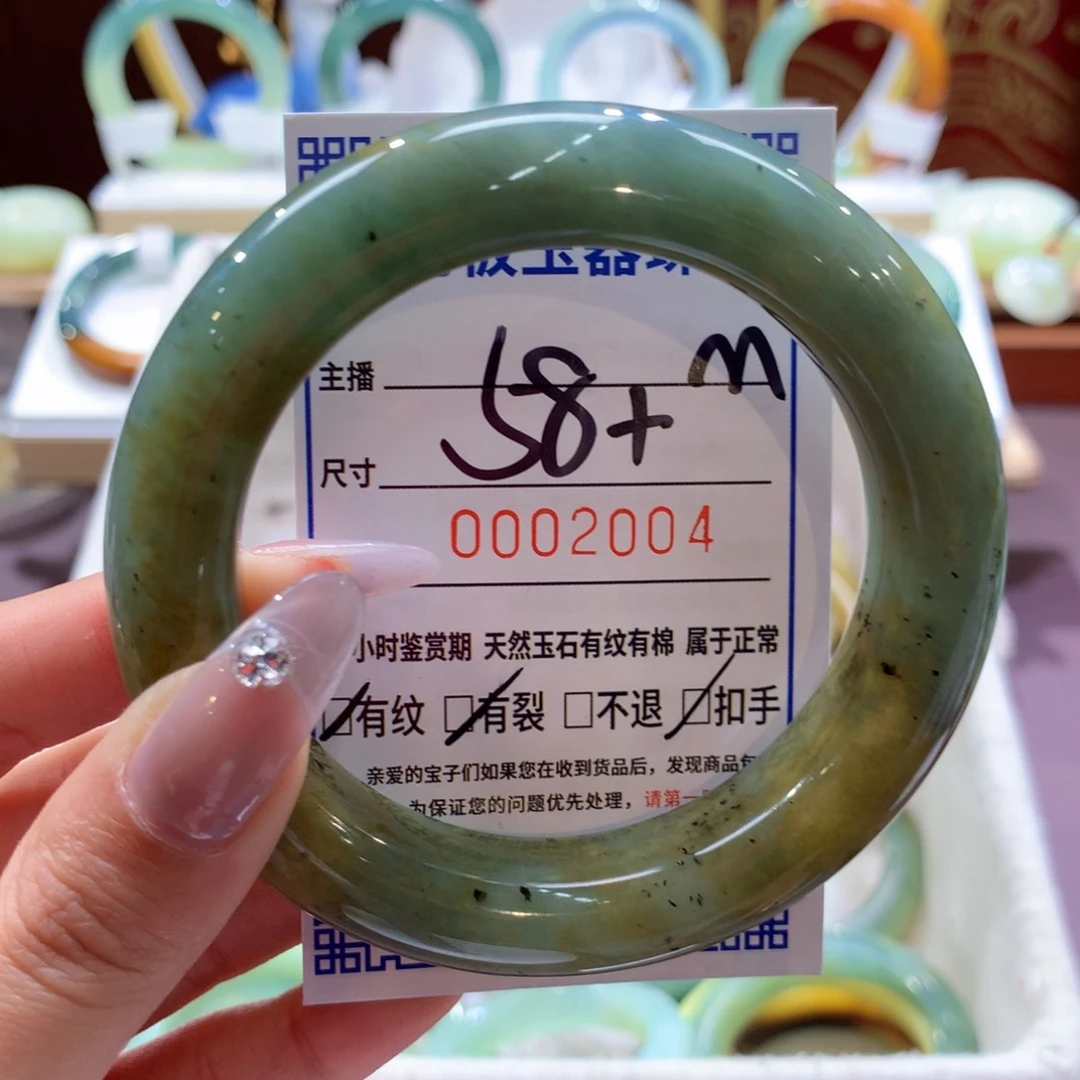 玉器
主播
58+ m
尺寸
0002004
小时鉴赏期 天然玉石有纹有棉 属于正常
□有纹 □有裂 □不退 □扣手
亲爱的宝子们如果您在收到货品后，发现商品
为保证您的问题优先处理，请第一